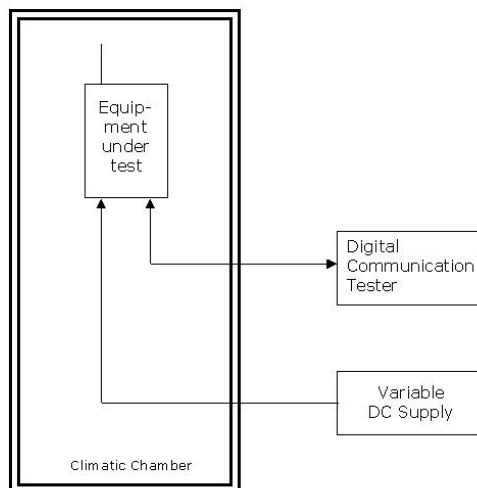 Equip-
ment
under
test
Digital
Communication
Tester
Variable
DC Supply
Climatic Chamber